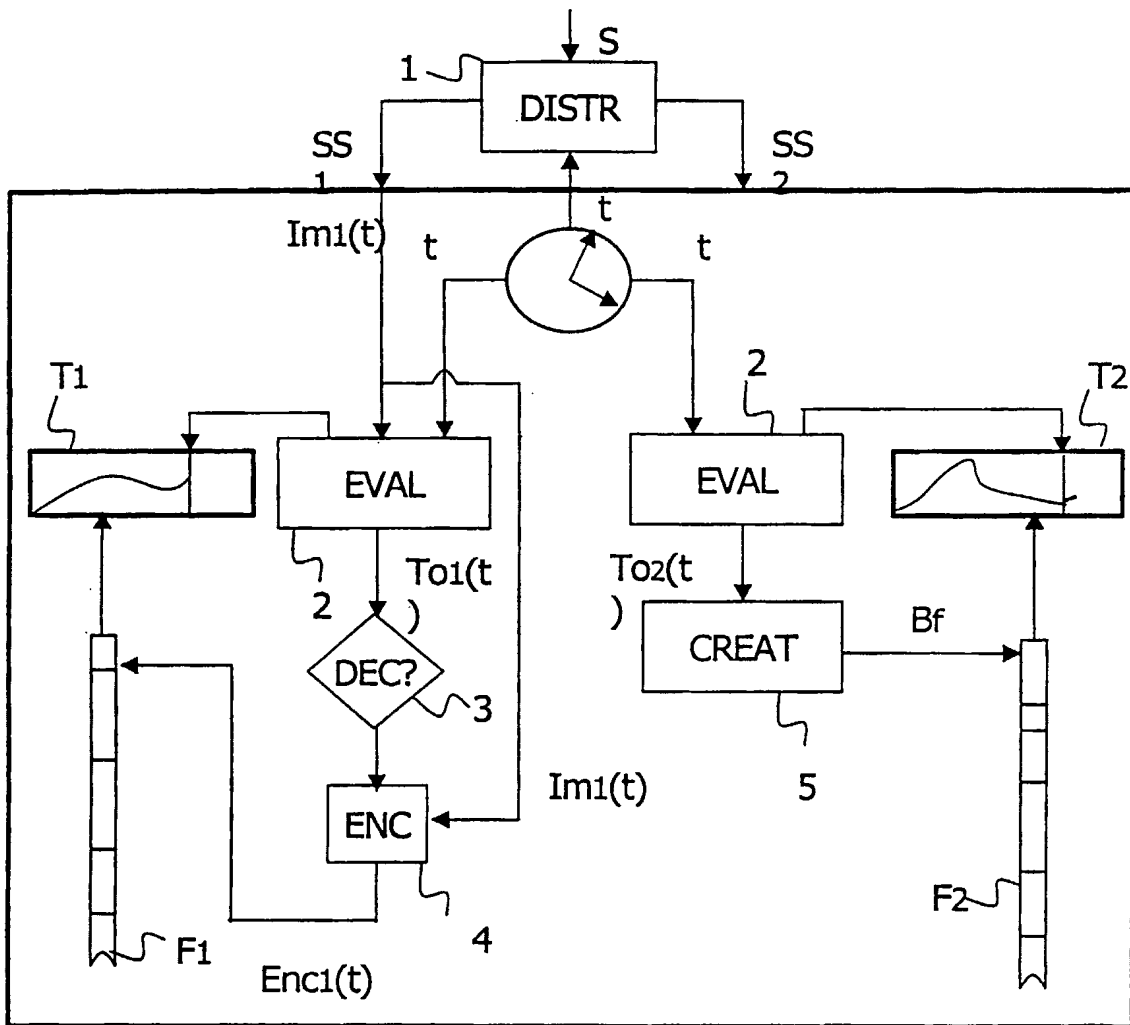 S
1
DISTR
SS
1
SS
2
t
Im1(t)
t
t
T1
2
T2
EVAL
EVAL
To1(t
)
To2(t
)
2
Bf
CREAT
DEC?
3
Im1(t)
5
ENC
F2
4
F1
Enc1(t)